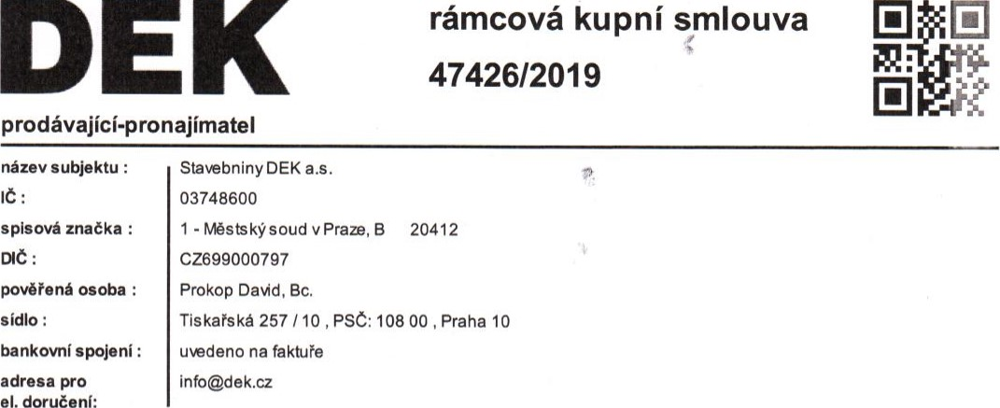 DEK
rámcová kupní smlouva
47426/2019
prodávající-pronajímatel
název subjektu : Stavebniny DEK a.s.
IČ : 03748600
spisová značka : 1 - Městský soud v Praze, B 20412
DIČ : CZ699000797
pověřená osoba : Prokop David, Bc.
sídlo : Tiskařská 257 / 10 , PSČ: 108 00 , Praha 10
bankovní spojení : uvedeno na faktuře
adresa pro info@dek.cz
el. doručení: